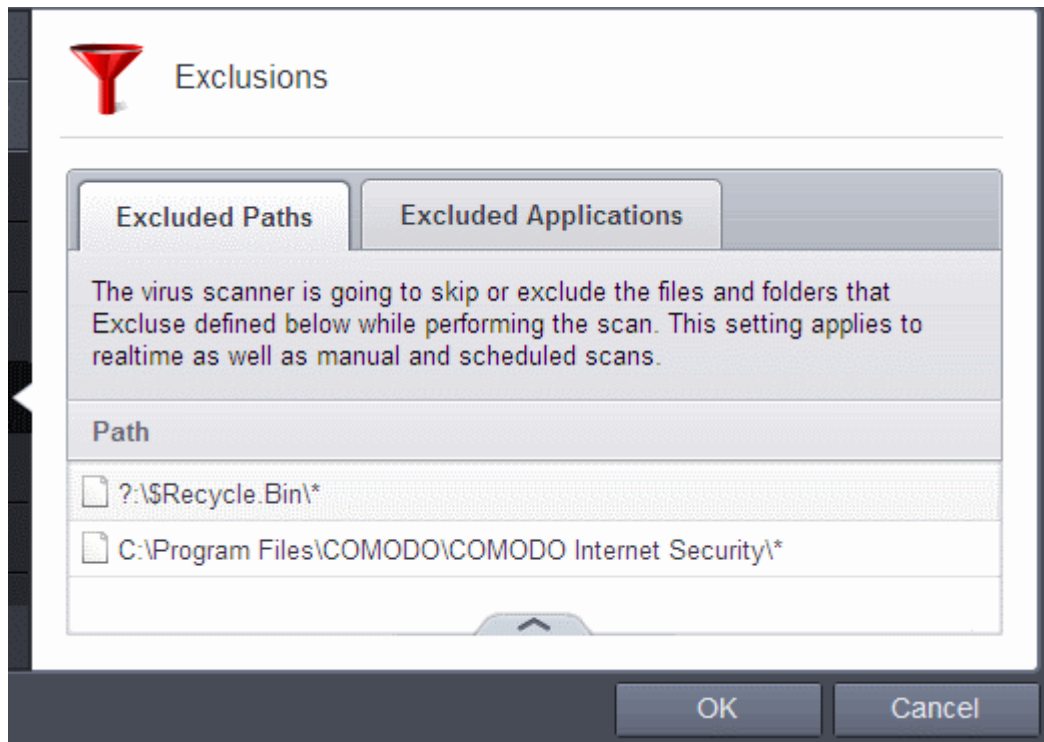 Exclusions
Excluded Paths
Excluded Applications
The virus scanner is going to skip or exclude the files and folders that
Excluse defined below while performing the scan. This setting applies to
realtime as well as manual and scheduled scans.
Path
?:\$Recycle.Bin\*
C:\Program Files\COMODO\COMODO Internet Security\*
OK
Cancel